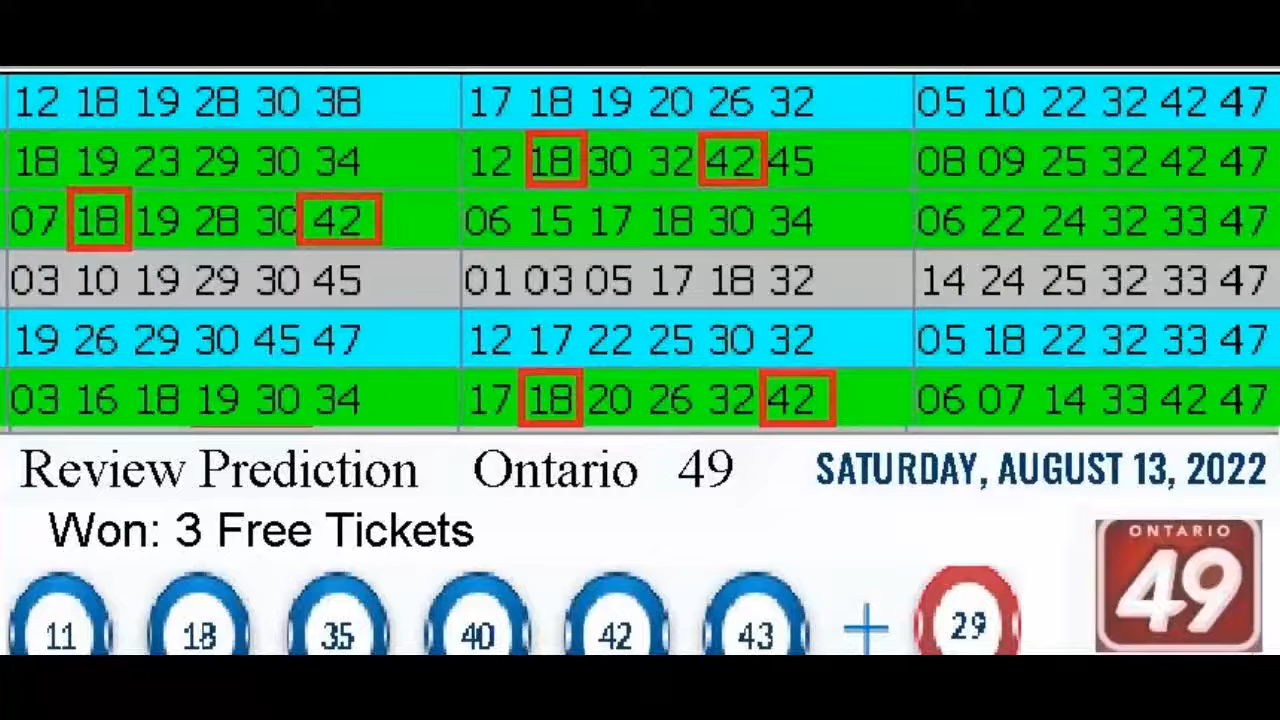 12 18 19 28 30 38 17 18 19 20 26 32 05 10 22 32 42 47
18 19 23 29 30 34 12 18 30 32 42 45 08 09 25 32 42 47
07 18 19 28 30 42 06 15 17 18 30 34 06 22 24 32 33 47
03 10 19 29 30 45 01 03 05 17 18 32 14 24 25 32 33 47
19 26 29 30 45 47 12 17 22 25 30 32 05 18 22 32 33 47
03 16 18 19 30 34 17 18 20 26 32 42 06 07 14 33 42 47
Review Prediction Ontario 49 SATURDAY, AUGUST 13, 2022
Won: 3 Free Tickets
ONTARIO
49
11 18 35 40 42 43 + 29